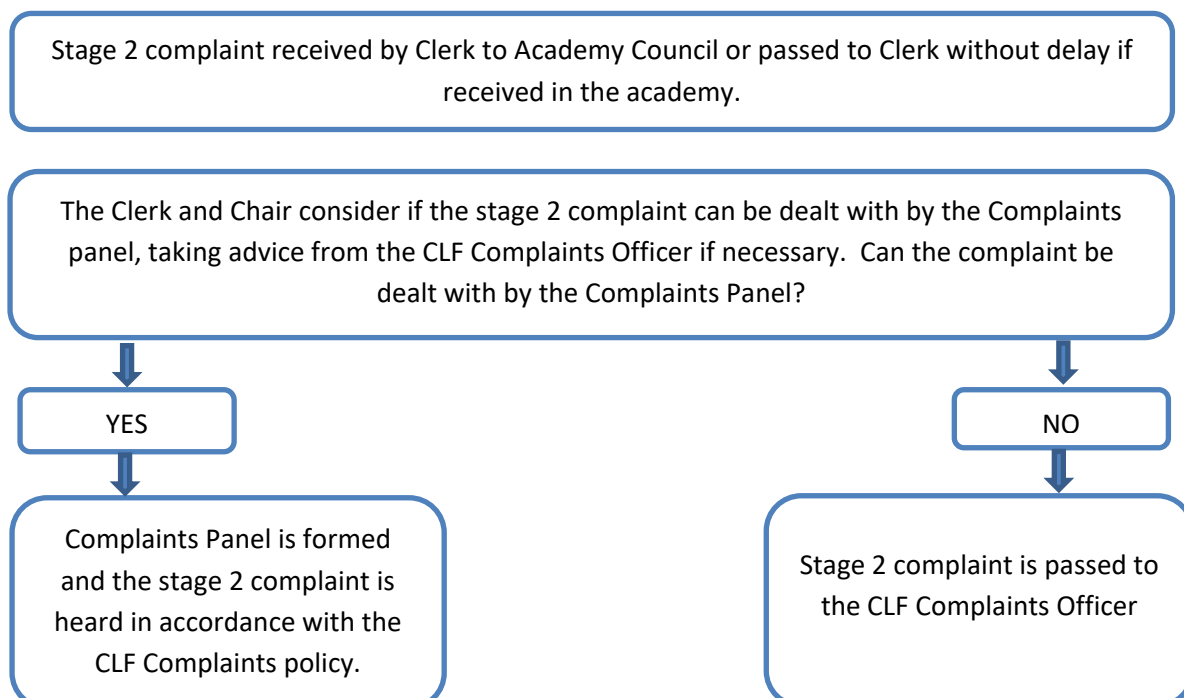 Stage 2 complaint received by Clerk to Academy Council or passed to Clerk without delay if
received in the academy.
The Clerk and Chair consider if the stage 2 complaint can be dealt with by the Complaints
panel, taking advice from the CLF Complaints Officer if necessary.  Can the complaint be
dealt with by the Complaints Panel?
YES
NO
Complaints Panel is formed
and the stage 2 complaint is
heard in accordance with the
CLF Complaints policy.
Stage 2 complaint is passed to
the CLF Complaints Officer